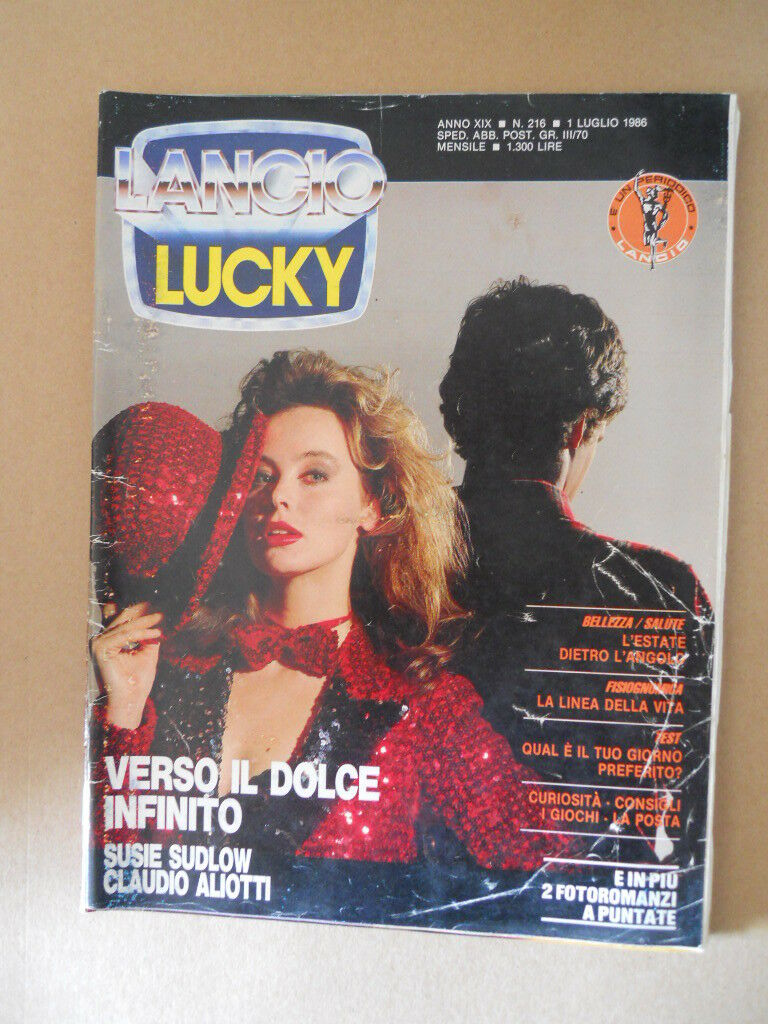 ANNO XIX ■ N. 216 ■ 1 LUGLIO 1986
SPED. ABB. POST. GR. III/70
MENSILE ■ 1.300 LIRE
LANCIO
LUCKY
• È UN PERIODICO •
LANCIO
BELLEZZA / SALUTE
L'ESTATE
DIETRO L'ANGOLO
FISIOGNOMICA
LA LINEA DELLA VITA
TEST
QUAL È IL TUO GIORNO
PREFERITO?
CURIOSITÀ · CONSIGLI
I GIOCHI · LA POSTA
VERSO IL DOLCE
INFINITO
SUSIE SUDLOW
CLAUDIO ALIOTTI
E IN PIÙ
2 FOTOROMANZI
A PUNTATE